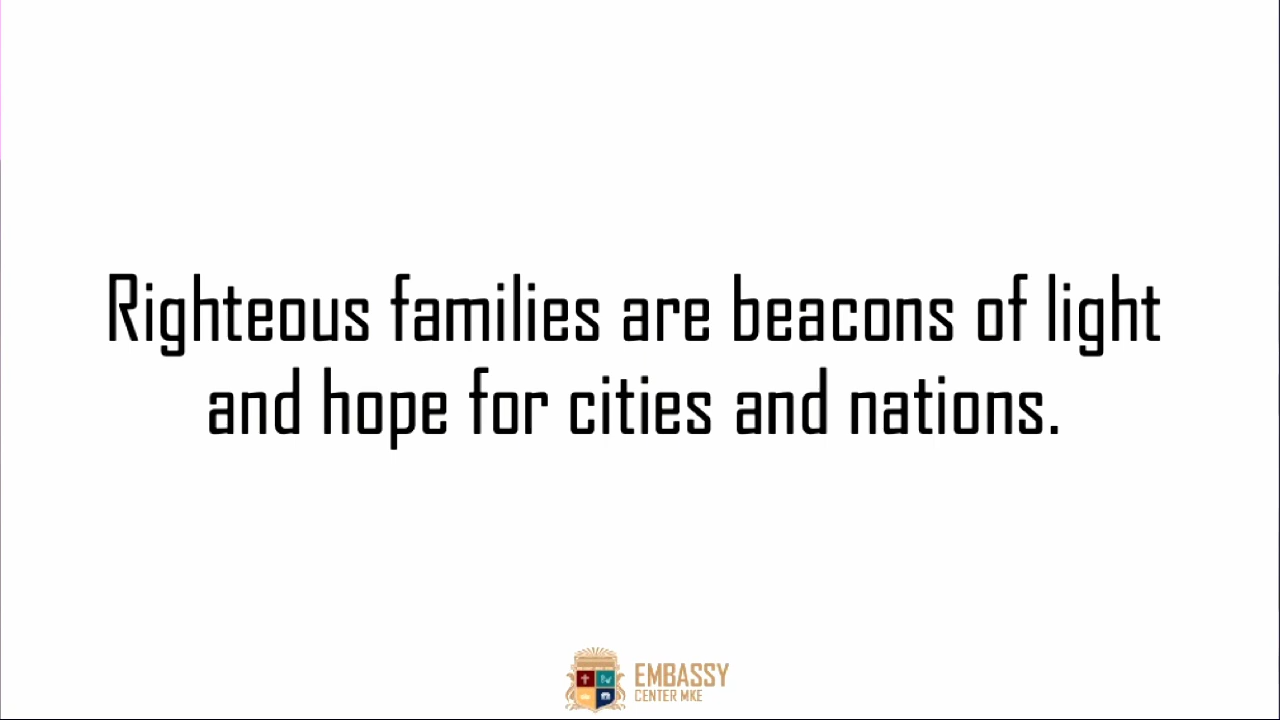 Righteous families are beacons of light
and hope for cities and nations.
EMBASSY
CENTER MKE